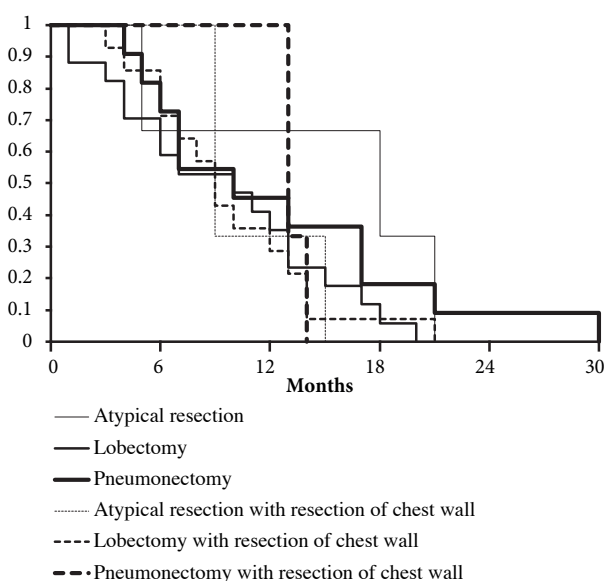 1
0.9
0.8
0.7
0.6
0.5
0.4
0.3
0.2
0.1
0
0 6 12 18 24 30
Months
Atypical resection
Lobectomy
Pneumonectomy
Atypical resection with resection of chest wall
Lobectomy with resection of chest wall
Pneumonectomy with resection of chest wall